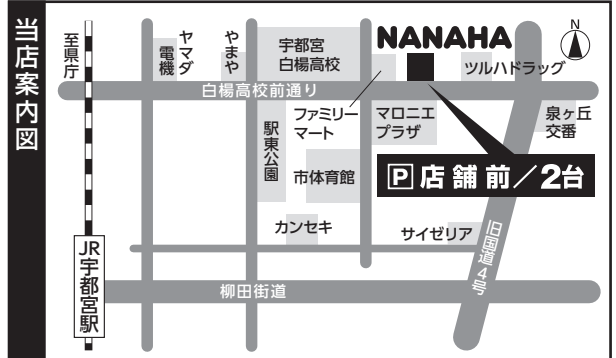 当店案内図
至県庁
ヤマダ
電機
やまや
宇都宮
白楊高校
NANAHA
N
ツルハドラッグ
白楊高校前通り
ファミリー
マート
マロニエ
プラザ
泉ヶ丘
交番
駅東公園
市体育館
P店舗前／2台
カンセキ
サイゼリア
旧国道4号
JR宇都宮駅
柳田街道